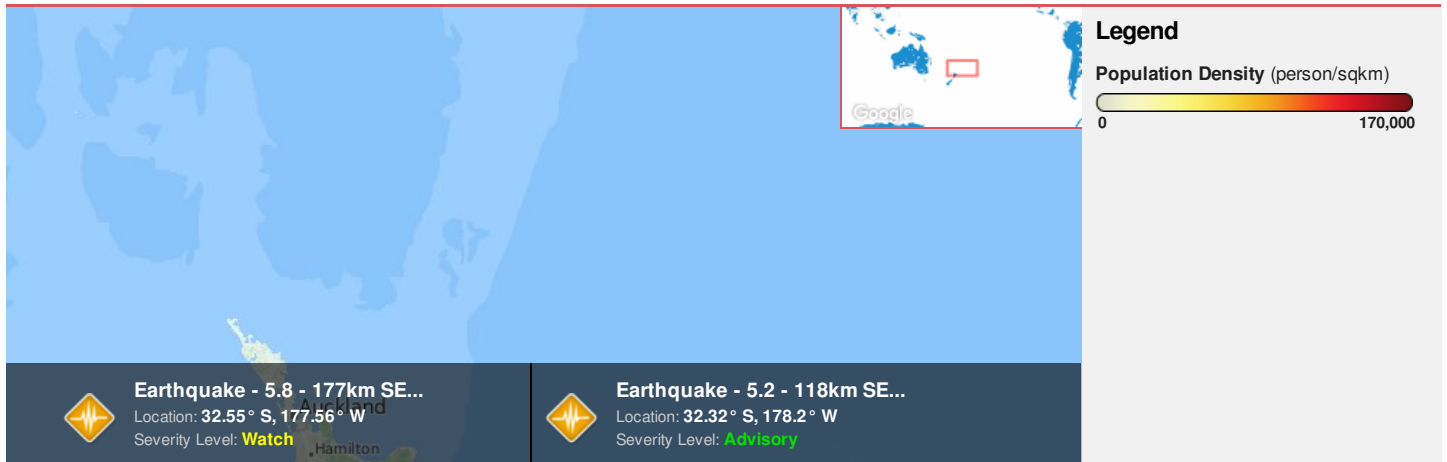 Google
Legend
Population Density (person/sqkm)
0 170,000
Earthquake - 5.8 - 177km SE...
Location: 32.55° S, 177.56° W
Severity Level: Watch
Auckland
Hamilton
Earthquake - 5.2 - 118km SE...
Location: 32.32° S, 178.2° W
Severity Level: Advisory